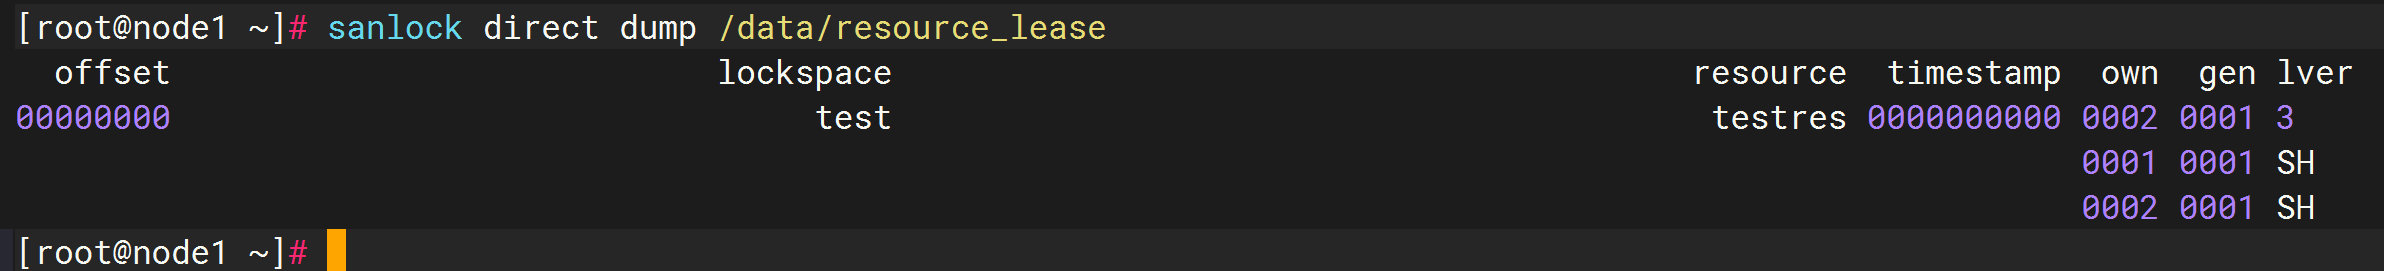 [root@node1 ~]# sanlock direct dump /data/resource_lease
offset lockspace resource timestamp own gen lver
00000000 test testres 0000000000 0002 0001 3
0001 0001 SH
0002 0001 SH
[root@node1 ~]#